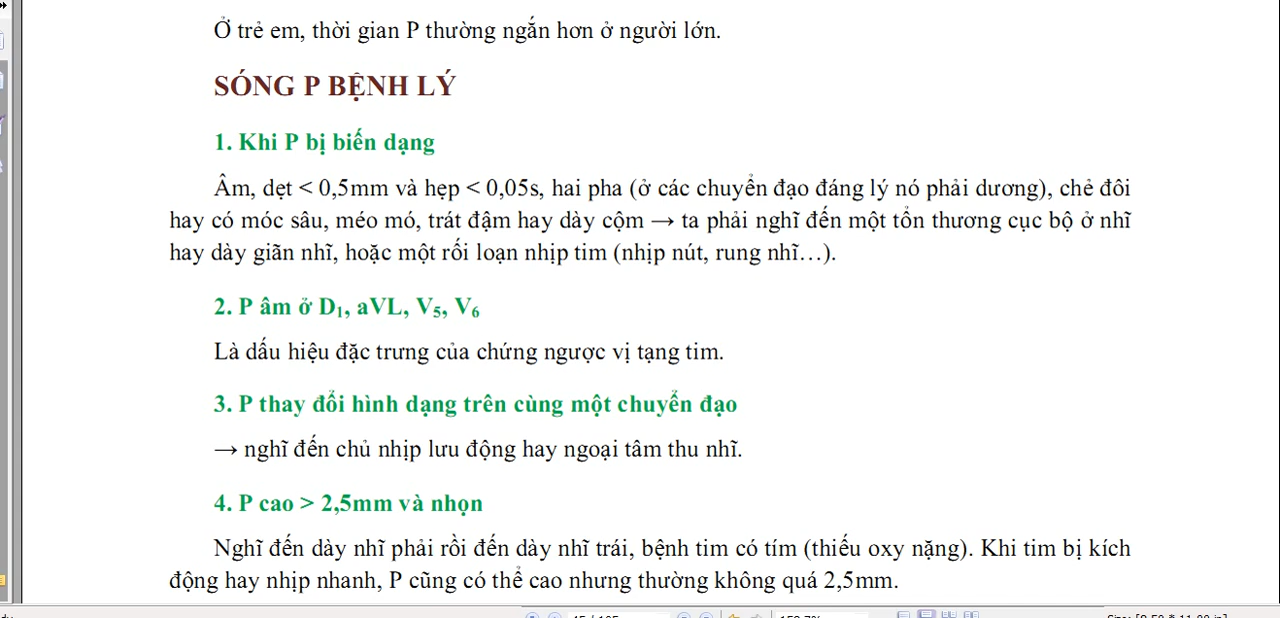 Ở trẻ em, thời gian P thường ngắn hơn ở người lớn.
SÓNG P BỆNH LÝ
1. Khi P bị biến dạng
Âm, dẹt < 0,5mm và hẹp < 0,05s, hai pha (ở các chuyển đạo đáng lý nó phải dương), chẻ đôi
hay có móc sâu, méo mó, trát đậm hay dày cộm → ta phải nghĩ đến một tổn thương cục bộ ở nhĩ
hay dày giãn nhĩ, hoặc một rối loạn nhịp tim (nhịp nút, rung nhĩ…).
2. P âm ở D₁, aVL, V₅, V₆
Là dấu hiệu đặc trưng của chứng ngược vị tạng tim.
3. P thay đổi hình dạng trên cùng một chuyển đạo
→ nghĩ đến chủ nhịp lưu động hay ngoại tâm thu nhĩ.
4. P cao > 2,5mm và nhọn
Nghĩ đến dày nhĩ phải rồi đến dày nhĩ trái, bệnh tim có tím (thiếu oxy nặng). Khi tim bị kích
động hay nhịp nhanh, P cũng có thể cao nhưng thường không quá 2,5mm.